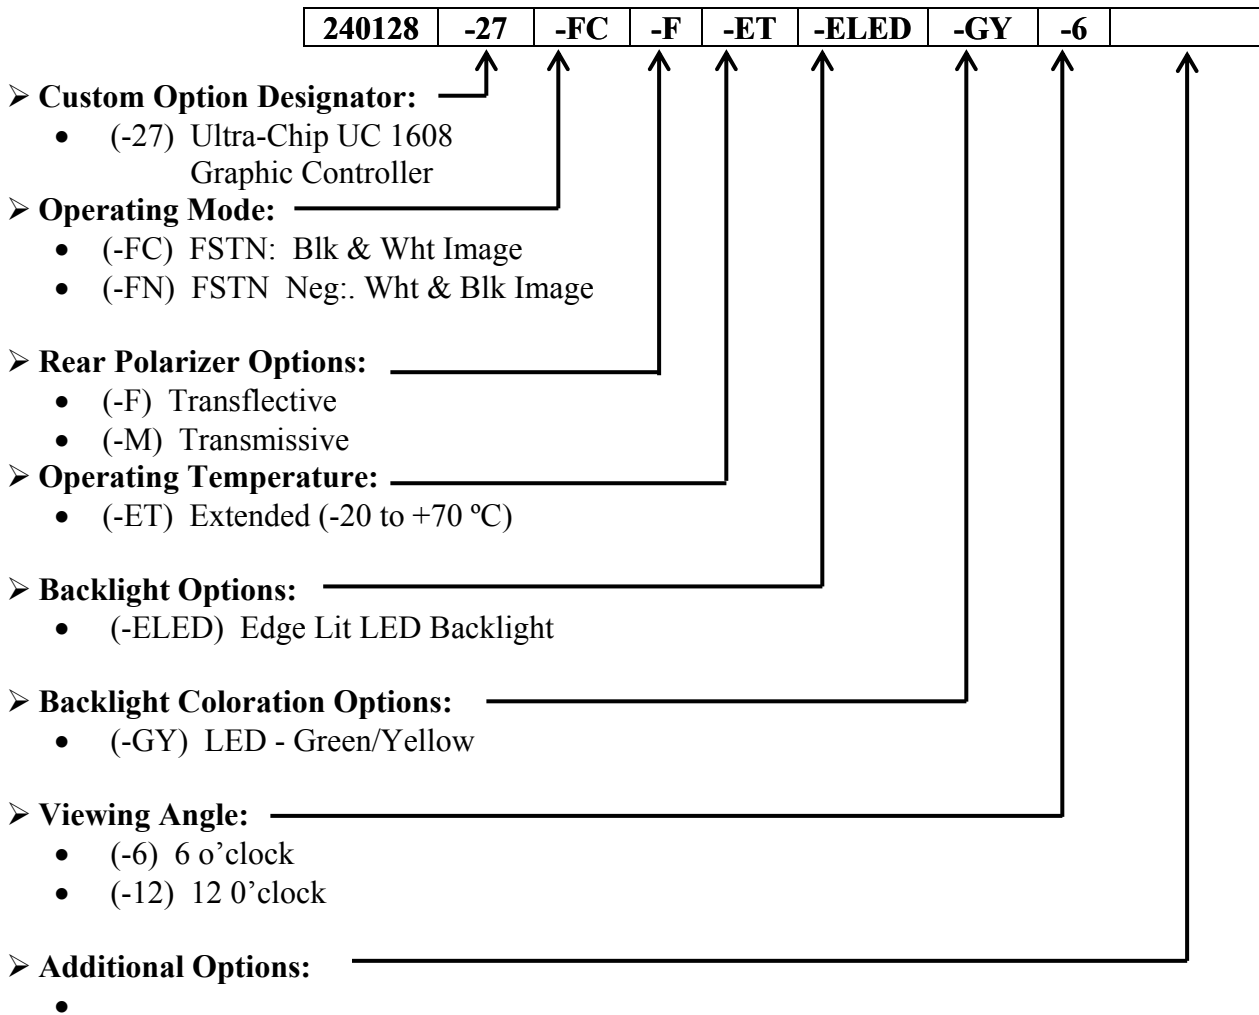 240128 -27 -FC -F -ET -ELED -GY -6
➢ Custom Option Designator:
• (-27) Ultra-Chip UC 1608
Graphic Controller
➢ Operating Mode:
• (-FC) FSTN: Blk & Wht Image
• (-FN) FSTN Neg:. Wht & Blk Image
➢ Rear Polarizer Options:
• (-F) Transflective
• (-M) Transmissive
➢ Operating Temperature:
• (-ET) Extended (-20 to +70 ºC)
➢ Backlight Options:
• (-ELED) Edge Lit LED Backlight
➢ Backlight Coloration Options:
• (-GY) LED - Green/Yellow
➢ Viewing Angle:
• (-6) 6 o’clock
• (-12) 12 0’clock
➢ Additional Options:
•